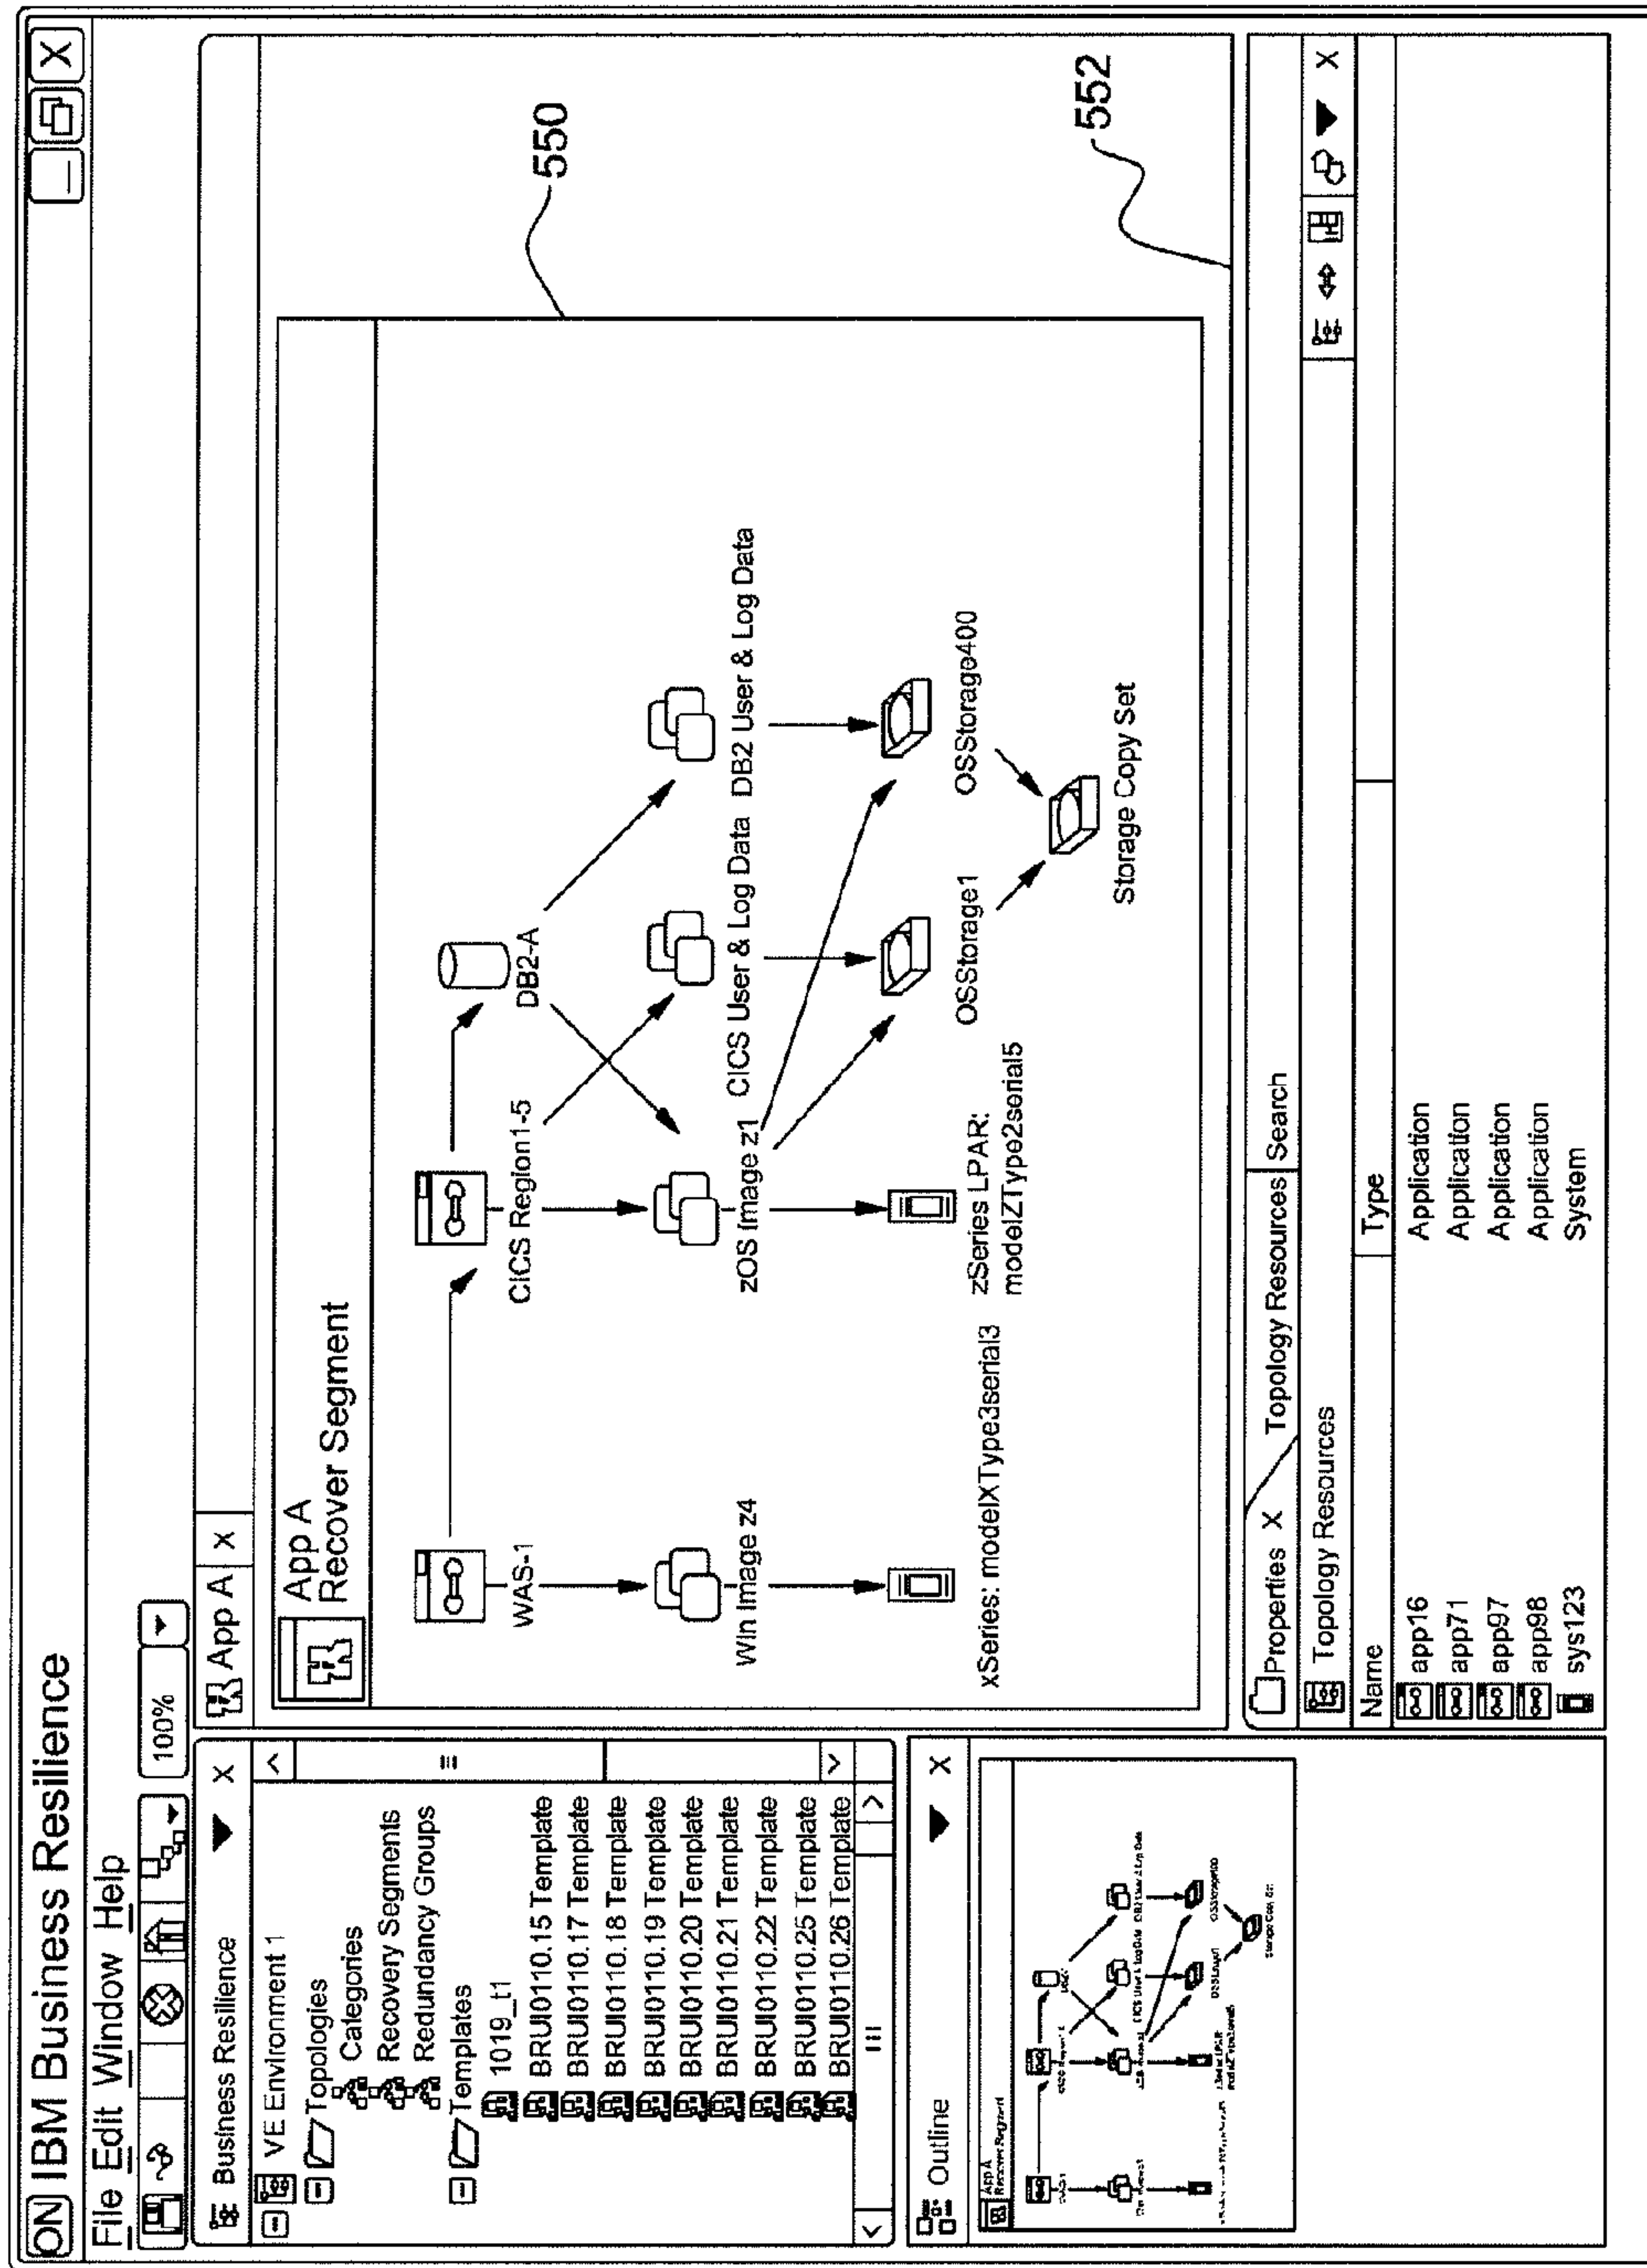 ON IBM Business Resilience
File Edit Window Help
100%
Business Resilience X
VE Environment 1
Topologies
Categories
Recovery Segments
Redundancy Groups
Templates
1019_t1
BRUI0110.15 Template
BRUI0110.17 Template
BRUI0110.18 Template
BRUI0110.19 Template
BRUI0110.20 Template
BRUI0110.21 Template
BRUI0110.22 Template
BRUI0110.25 Template
BRUI0110.26 Template
Outline X
App A
Recover Segment
App A X
App A
Recover Segment
WAS-1
CICS Region1-5
DB2-A
Win Image z4
zOS Image z1
CICS User & Log Data
DB2 User & Log Data
xSeries: modelXType3serial3
zSeries LPAR:
modelZType2serial5
OSStorage1
OSStorage400
Storage Copy Set
550
552
Properties X Topology Resources Search
Topology Resources X
Name Type
app16 Application
app71 Application
app97 Application
app98 Application
sys123 System